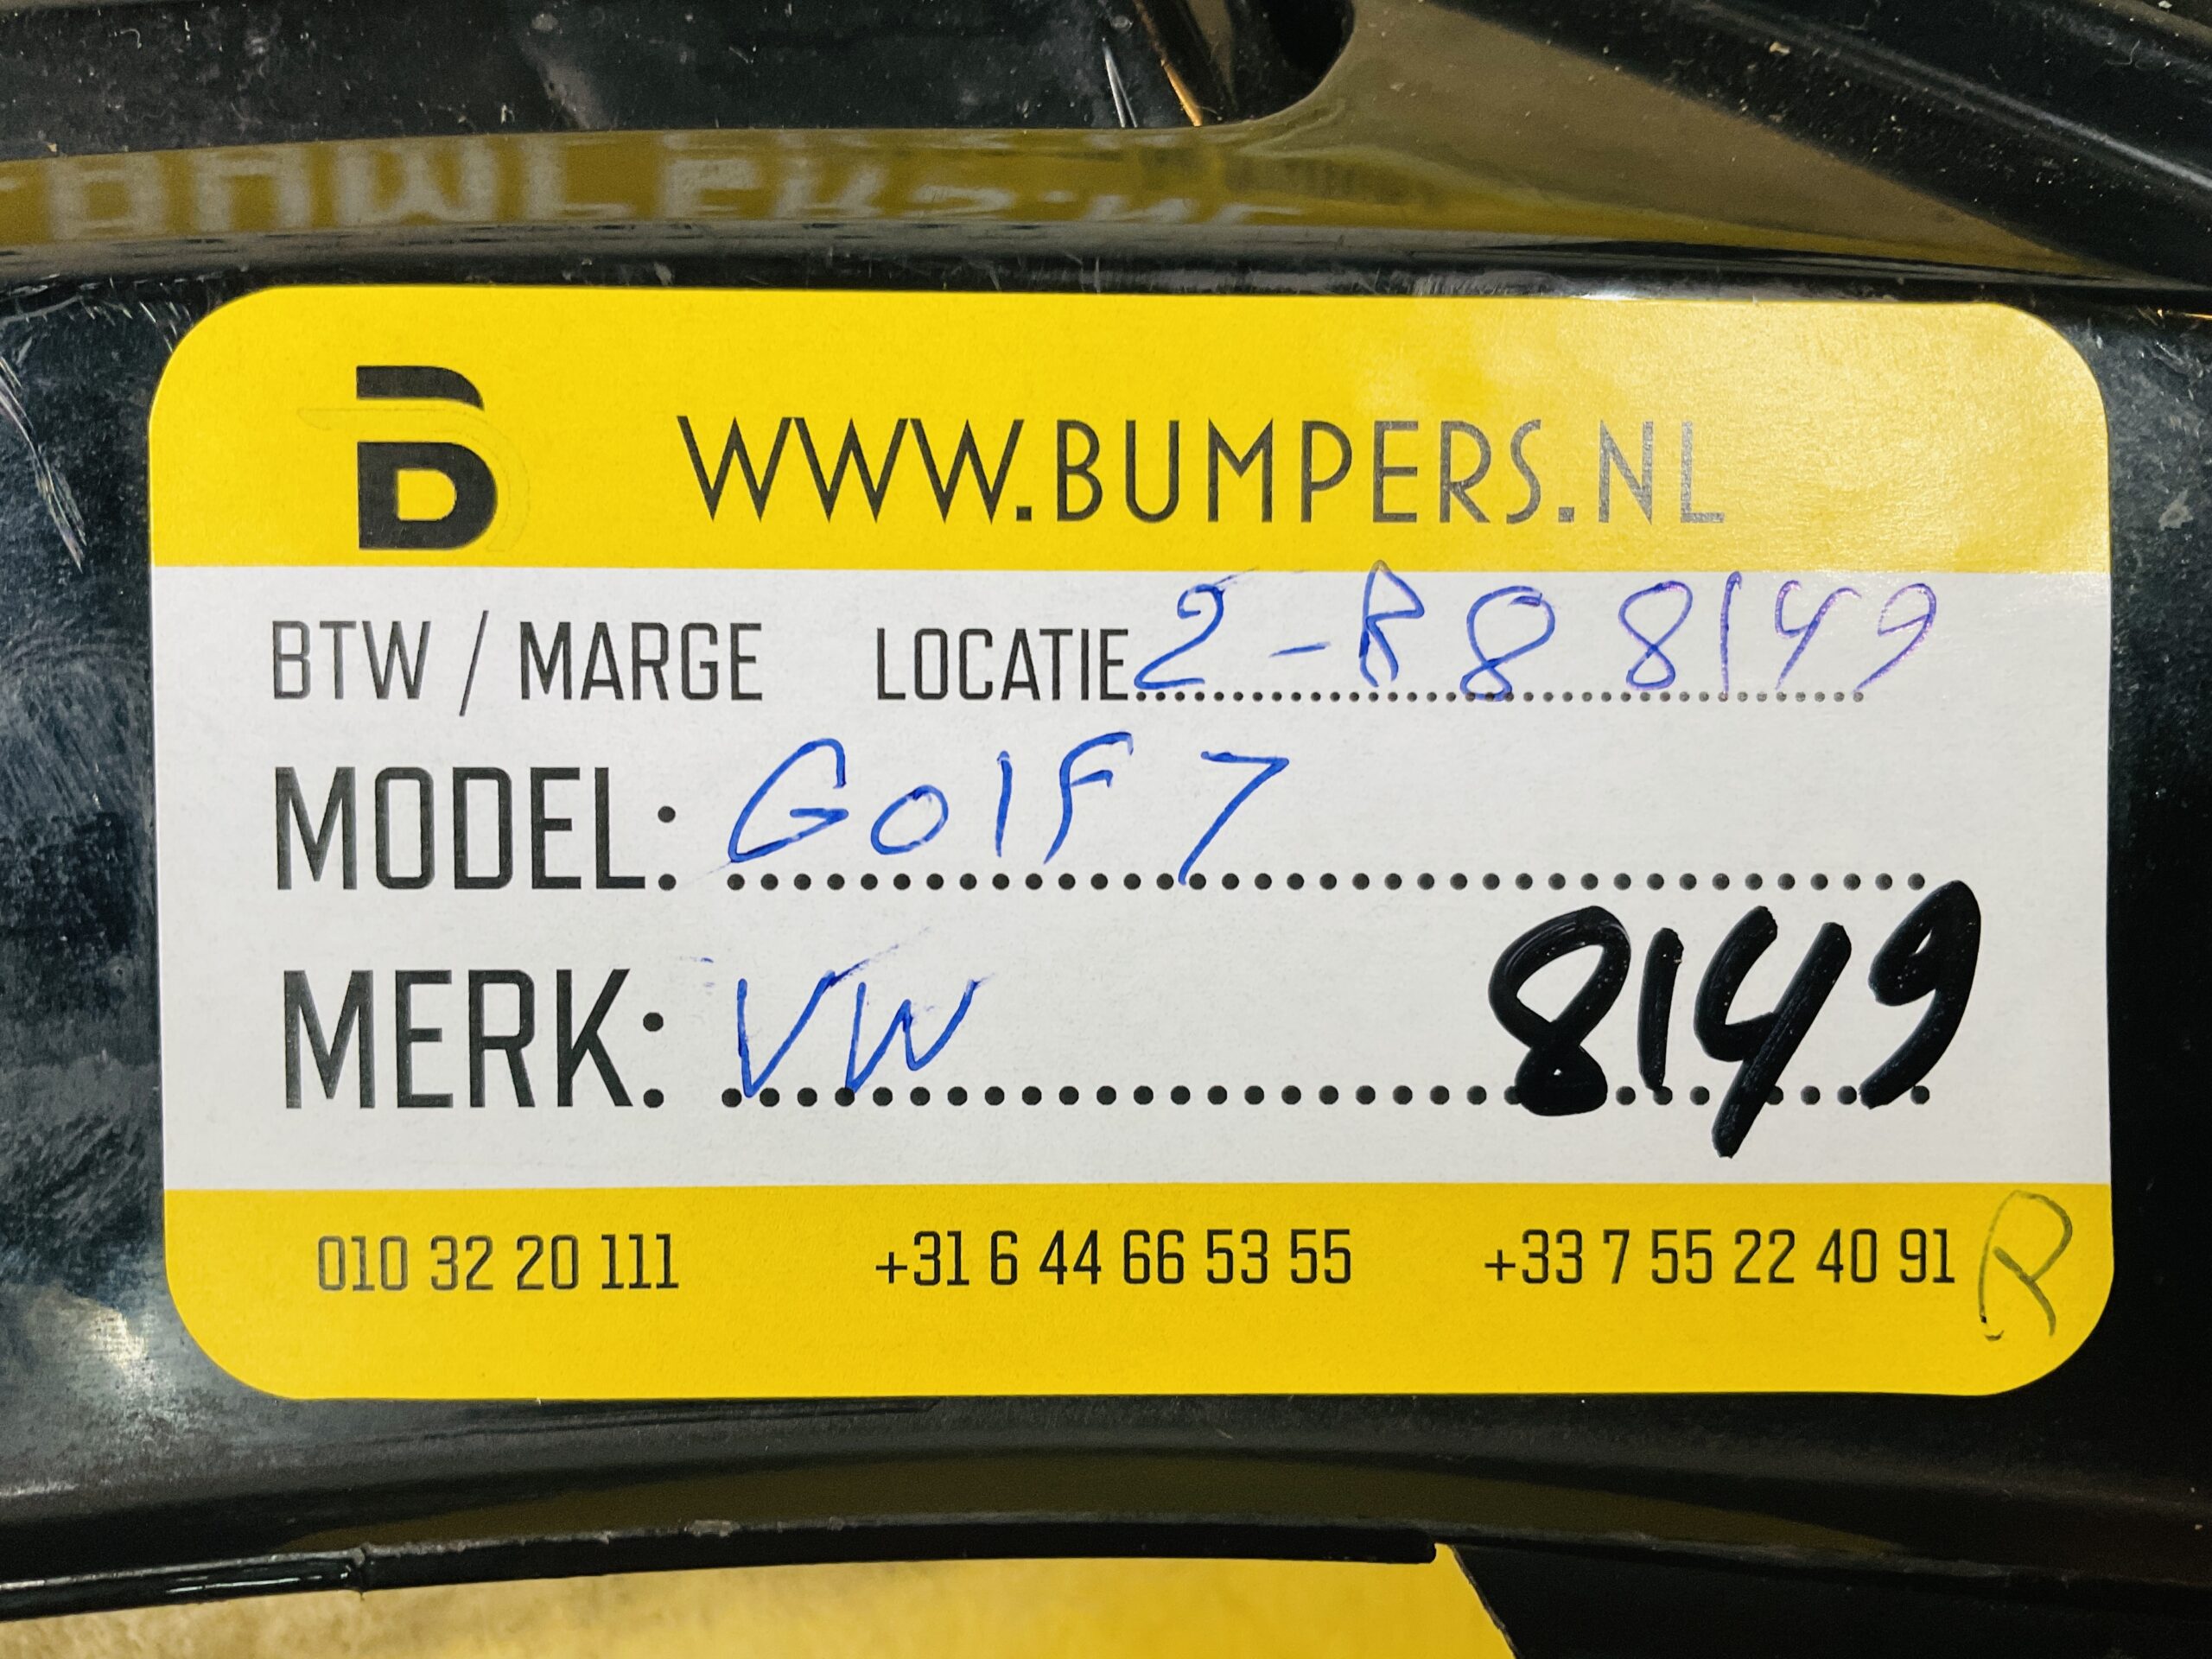 B WWW.BUMPERS.NL
BTW / MARGE LOCATIE 2-R8 8149
MODEL: Golf 7
MERK: VW 8149
010 32 20 111 +31 6 44 66 53 55 +33 7 55 22 40 91 R